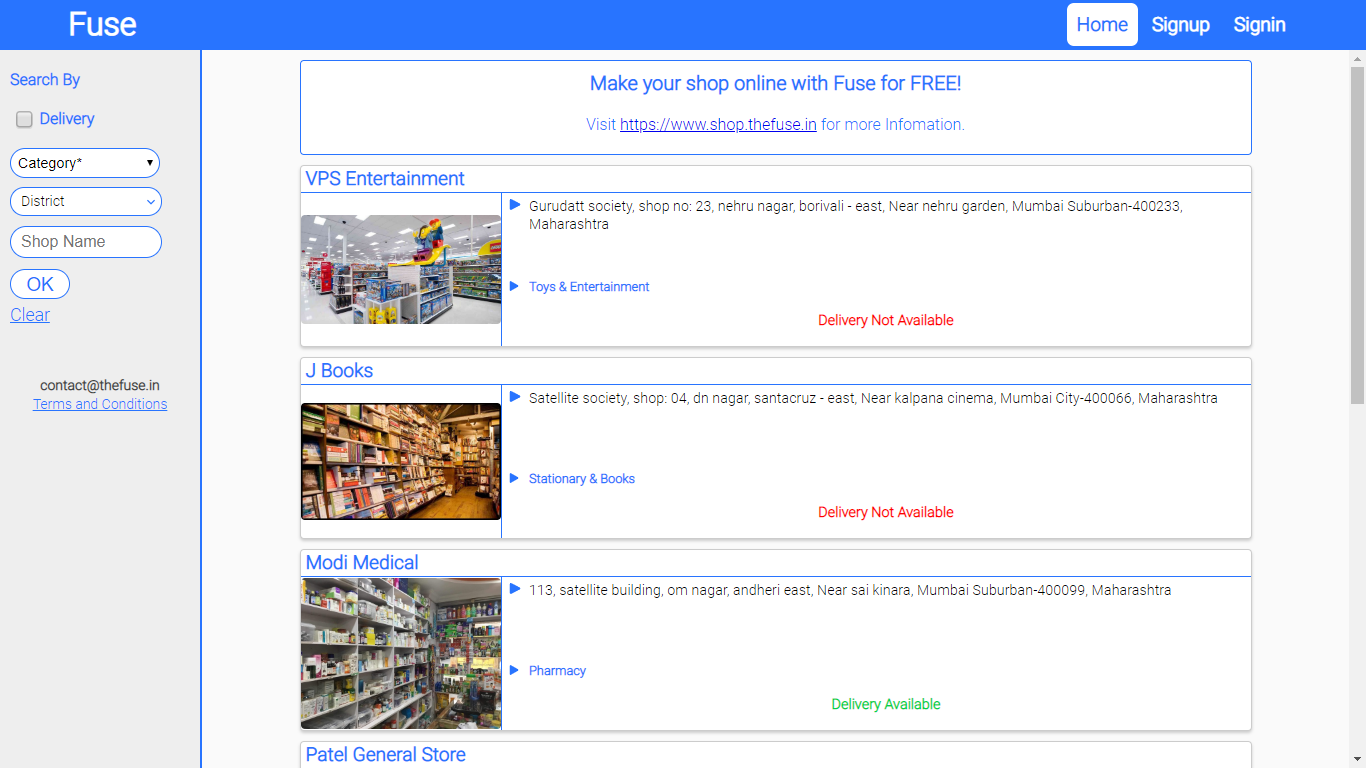 Fuse
Home
Signup
Signin
Search By
Delivery
Category*
District
Shop Name
OK
Clear
contact@thefuse.in
Terms and Conditions
Make your shop online with Fuse for FREE!
Visit https://www.shop.thefuse.in for more Infomation.
VPS Entertainment
Gurudatt society, shop no: 23, nehru nagar, borivali - east, Near nehru garden, Mumbai Suburban-400233,
Maharashtra
Toys & Entertainment
Delivery Not Available
J Books
Satellite society, shop: 04, dn nagar, santacruz - east, Near kalpana cinema, Mumbai City-400066, Maharashtra
Stationary & Books
Delivery Not Available
Modi Medical
113, satellite building, om nagar, andheri east, Near sai kinara, Mumbai Suburban-400099, Maharashtra
Pharmacy
Delivery Available
Patel General Store